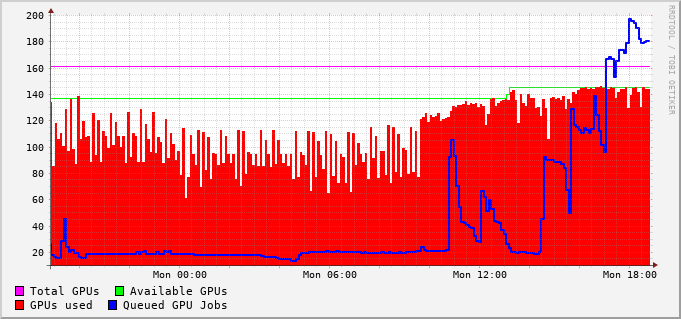 200
180
160
140
120
100
80
60
40
20
Mon 00:00 Mon 06:00 Mon 12:00 Mon 18:00
Total GPUs Available GPUs
GPUs used Queued GPU Jobs
RRDTOOL / TOBI OETIKER